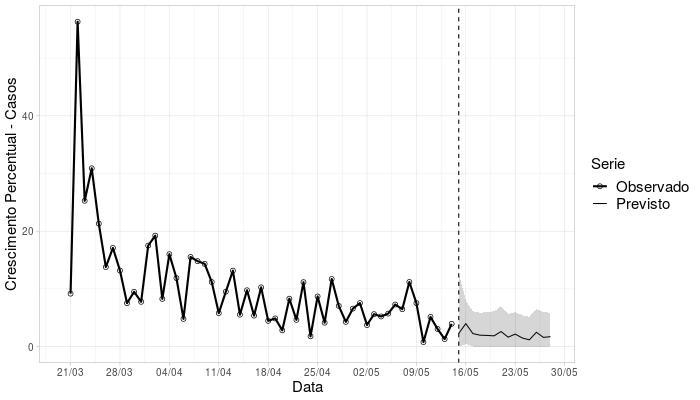 Crescimento Percentual - Casos
40
20
0
21/03 28/03 04/04 11/04 18/04 25/04 02/05 09/05 16/05 23/05 30/05
Data
Serie
Observado
Previsto